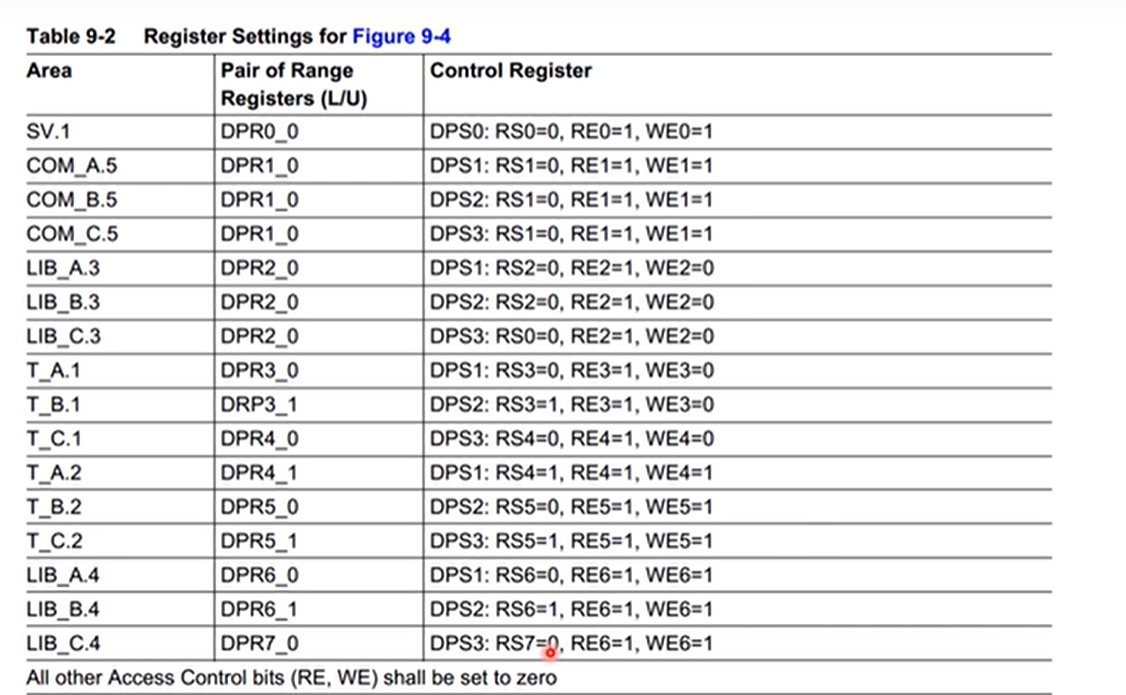 Table 9-2 Register Settings for Figure 9-4
Area Pair of Range Registers (L/U) Control Register
SV.1 DPR0_0 DPS0: RS0=0, RE0=1, WE0=1
COM_A.5 DPR1_0 DPS1: RS1=0, RE1=1, WE1=1
COM_B.5 DPR1_0 DPS2: RS1=0, RE1=1, WE1=1
COM_C.5 DPR1_0 DPS3: RS1=0, RE1=1, WE1=1
LIB_A.3 DPR2_0 DPS1: RS2=0, RE2=1, WE2=0
LIB_B.3 DPR2_0 DPS2: RS2=0, RE2=1, WE2=0
LIB_C.3 DPR2_0 DPS3: RS0=0, RE2=1, WE2=0
T_A.1 DPR3_0 DPS1: RS3=0, RE3=1, WE3=0
T_B.1 DRP3_1 DPS2: RS3=1, RE3=1, WE3=0
T_C.1 DPR4_0 DPS3: RS4=0, RE4=1, WE4=0
T_A.2 DPR4_1 DPS1: RS4=1, RE4=1, WE4=1
T_B.2 DPR5_0 DPS2: RS5=0, RE5=1, WE5=1
T_C.2 DPR5_1 DPS3: RS5=1, RE5=1, WE5=1
LIB_A.4 DPR6_0 DPS1: RS6=0, RE6=1, WE6=1
LIB_B.4 DPR6_1 DPS2: RS6=1, RE6=1, WE6=1
LIB_C.4 DPR7_0 DPS3: RS7=0, RE6=1, WE6=1
All other Access Control bits (RE, WE) shall be set to zero